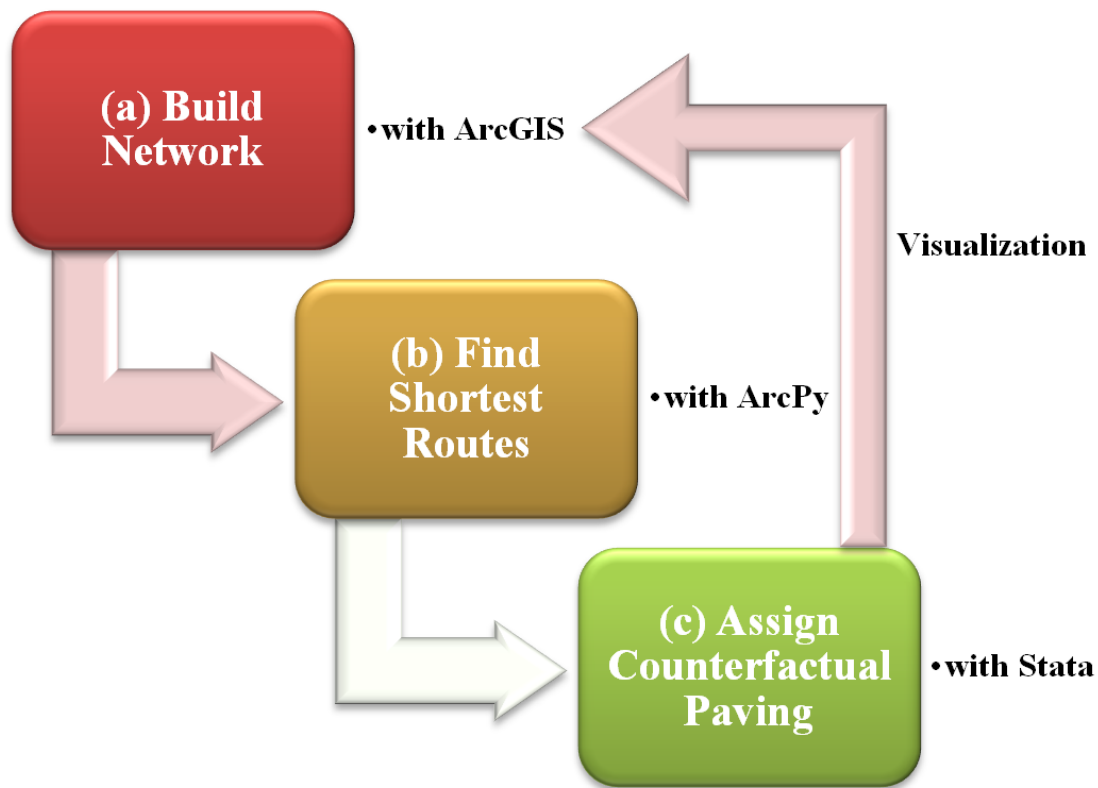 (a) Build
Network
•with ArcGIS
Visualization
(b) Find
Shortest
Routes
•with ArcPy
(c) Assign
Counterfactual
Paving
•with Stata